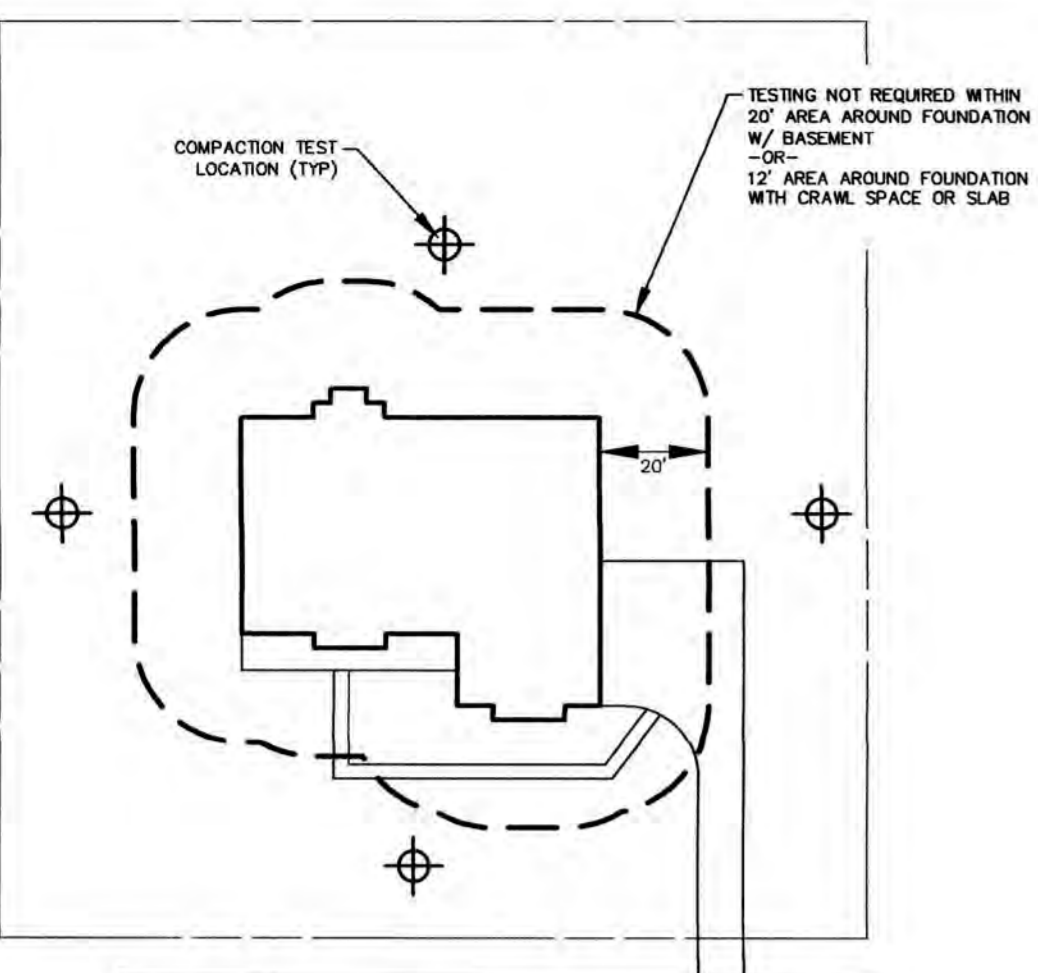 COMPACTION TEST
LOCATION (TYP)
TESTING NOT REQUIRED WITHIN
20' AREA AROUND FOUNDATION
W/ BASEMENT
-OR-
12' AREA AROUND FOUNDATION
WITH CRAWL SPACE OR SLAB
20'